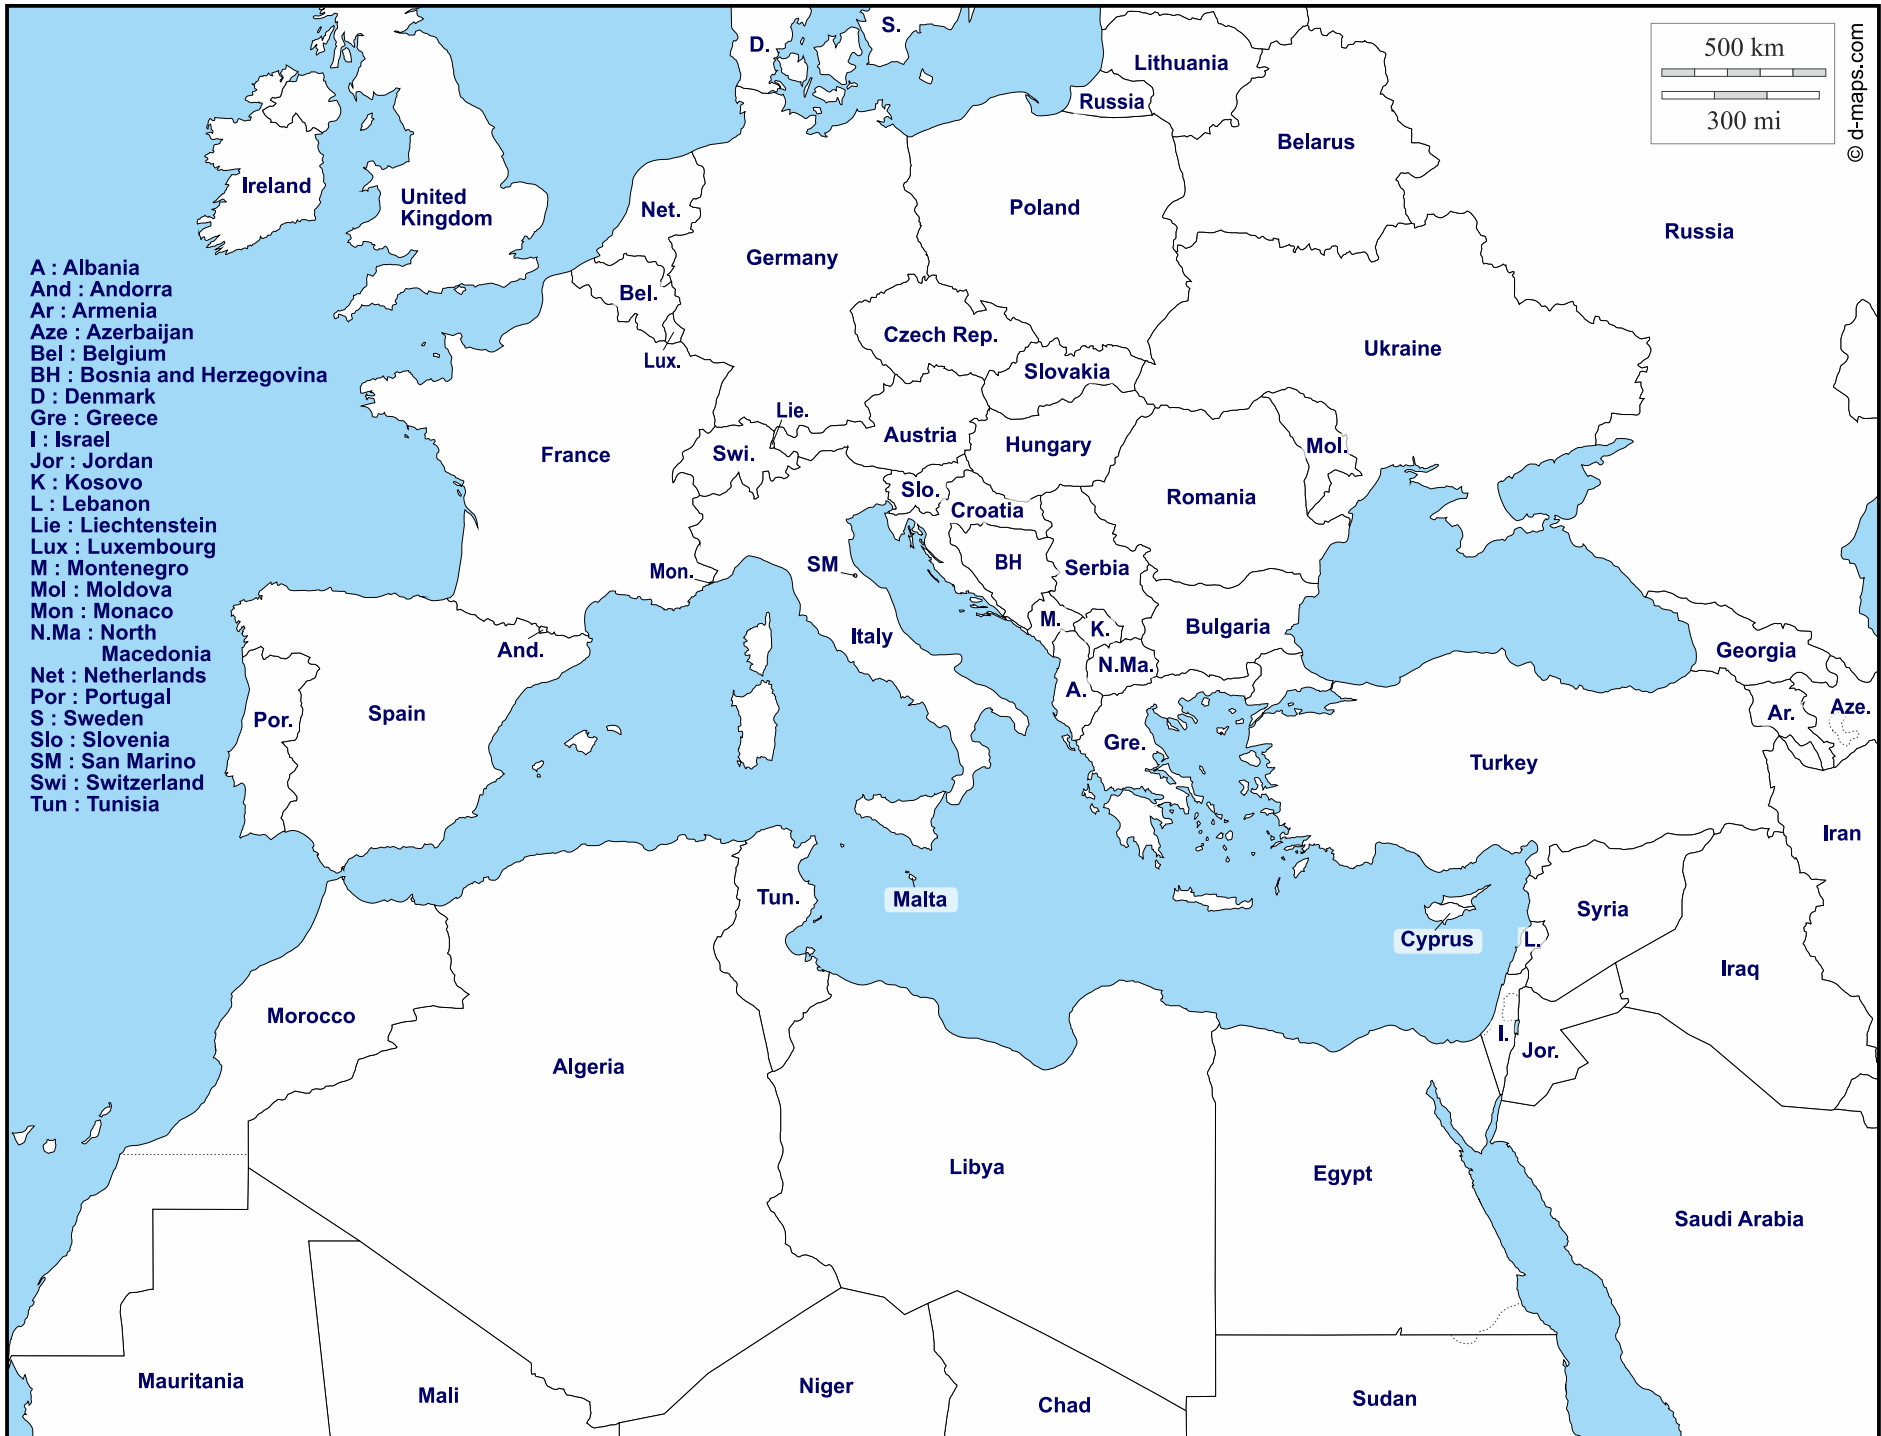 D.
S.
Lithuania
Russia
500 km
300 mi
© d-maps.com
Belarus
Ireland
United
Kingdom
Net.
Poland
Russia
Germany
Bel.
Czech Rep.
Lux.
Slovakia
Ukraine
Lie.
Austria
Hungary
Mol.
France
Swi.
Slo.
Croatia
Romania
Mon.
SM
BH
Serbia
And.
Italy
M.
K.
Bulgaria
Georgia
N.Ma.
A.
Por.
Spain
Gre.
Ar.
Aze.
Turkey
Iran
A : Albania
And : Andorra
Ar : Armenia
Aze : Azerbaijan
Bel : Belgium
BH : Bosnia and Herzegovina
D : Denmark
Gre : Greece
I : Israel
Jor : Jordan
K : Kosovo
L : Lebanon
Lie : Liechtenstein
Lux : Luxembourg
M : Montenegro
Mol : Moldova
Mon : Monaco
N.Ma : North
Macedonia
Net : Netherlands
Por : Portugal
S : Sweden
Slo : Slovenia
SM : San Marino
Swi : Switzerland
Tun : Tunisia
Tun.
Malta
Cyprus
Syria
L.
Iraq
Morocco
Algeria
I.
Jor.
Libya
Egypt
Saudi Arabia
Mauritania
Mali
Niger
Chad
Sudan